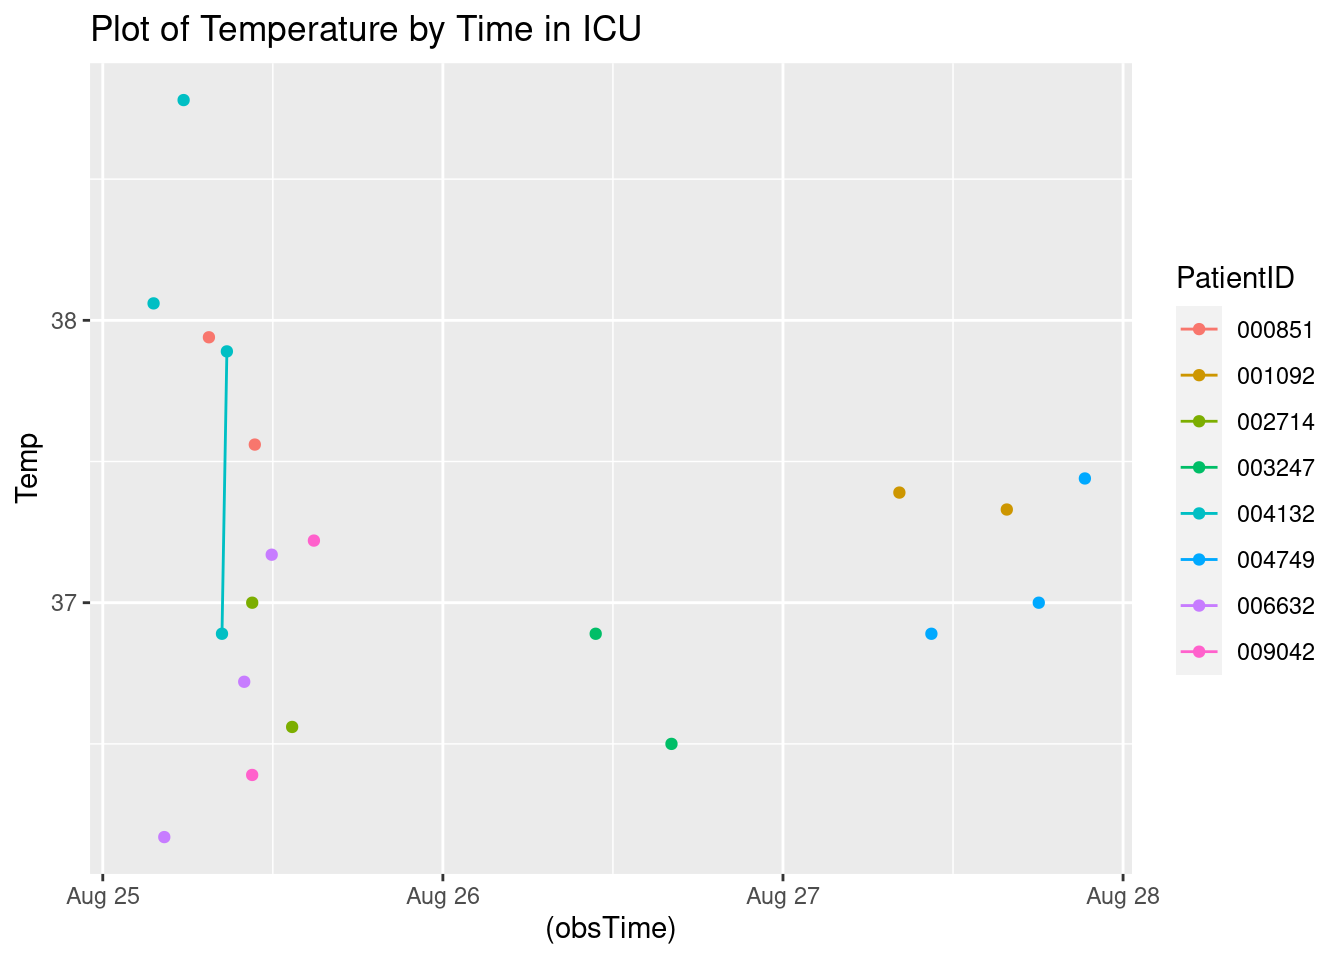 Plot of Temperature by Time in ICU
Temp
38
37
Aug 25
Aug 26
Aug 27
Aug 28
(obsTime)
PatientID
000851
001092
002714
003247
004132
004749
006632
009042